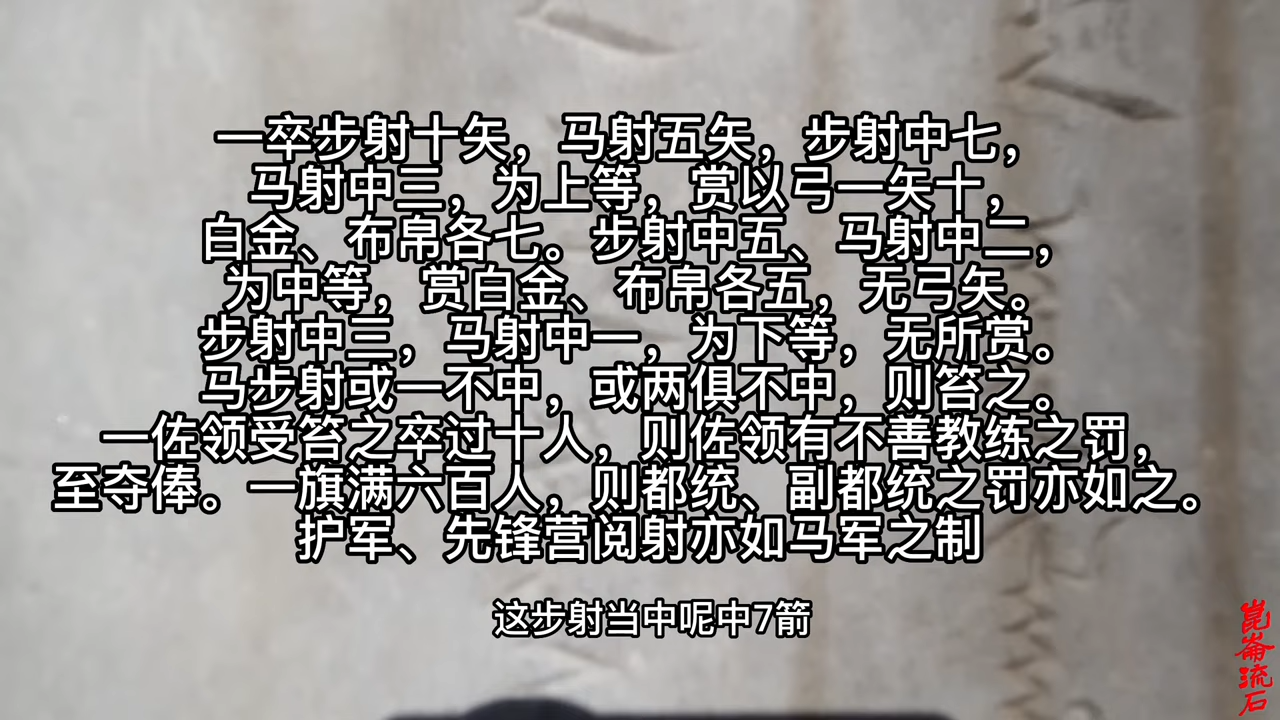 一卒步射十矢，马射五矢，步射中七，
马射中三，为上等，赏以弓一矢十，
白金、布帛各七。步射中五、马射中二，
为中等，赏白金、布帛各五，无弓矢。
步射中三，马射中一，为下等，无所赏。
马步射或一不中，或两俱不中，则笞之。
一佐领受笞之卒过十人，则佐领有不善教练之罚，
至夺俸。一旗满六百人，则都统、副都统之罚亦如之。
护军、先锋营阅射亦如马军之制
这步射当中呢中7箭
崑崙流石